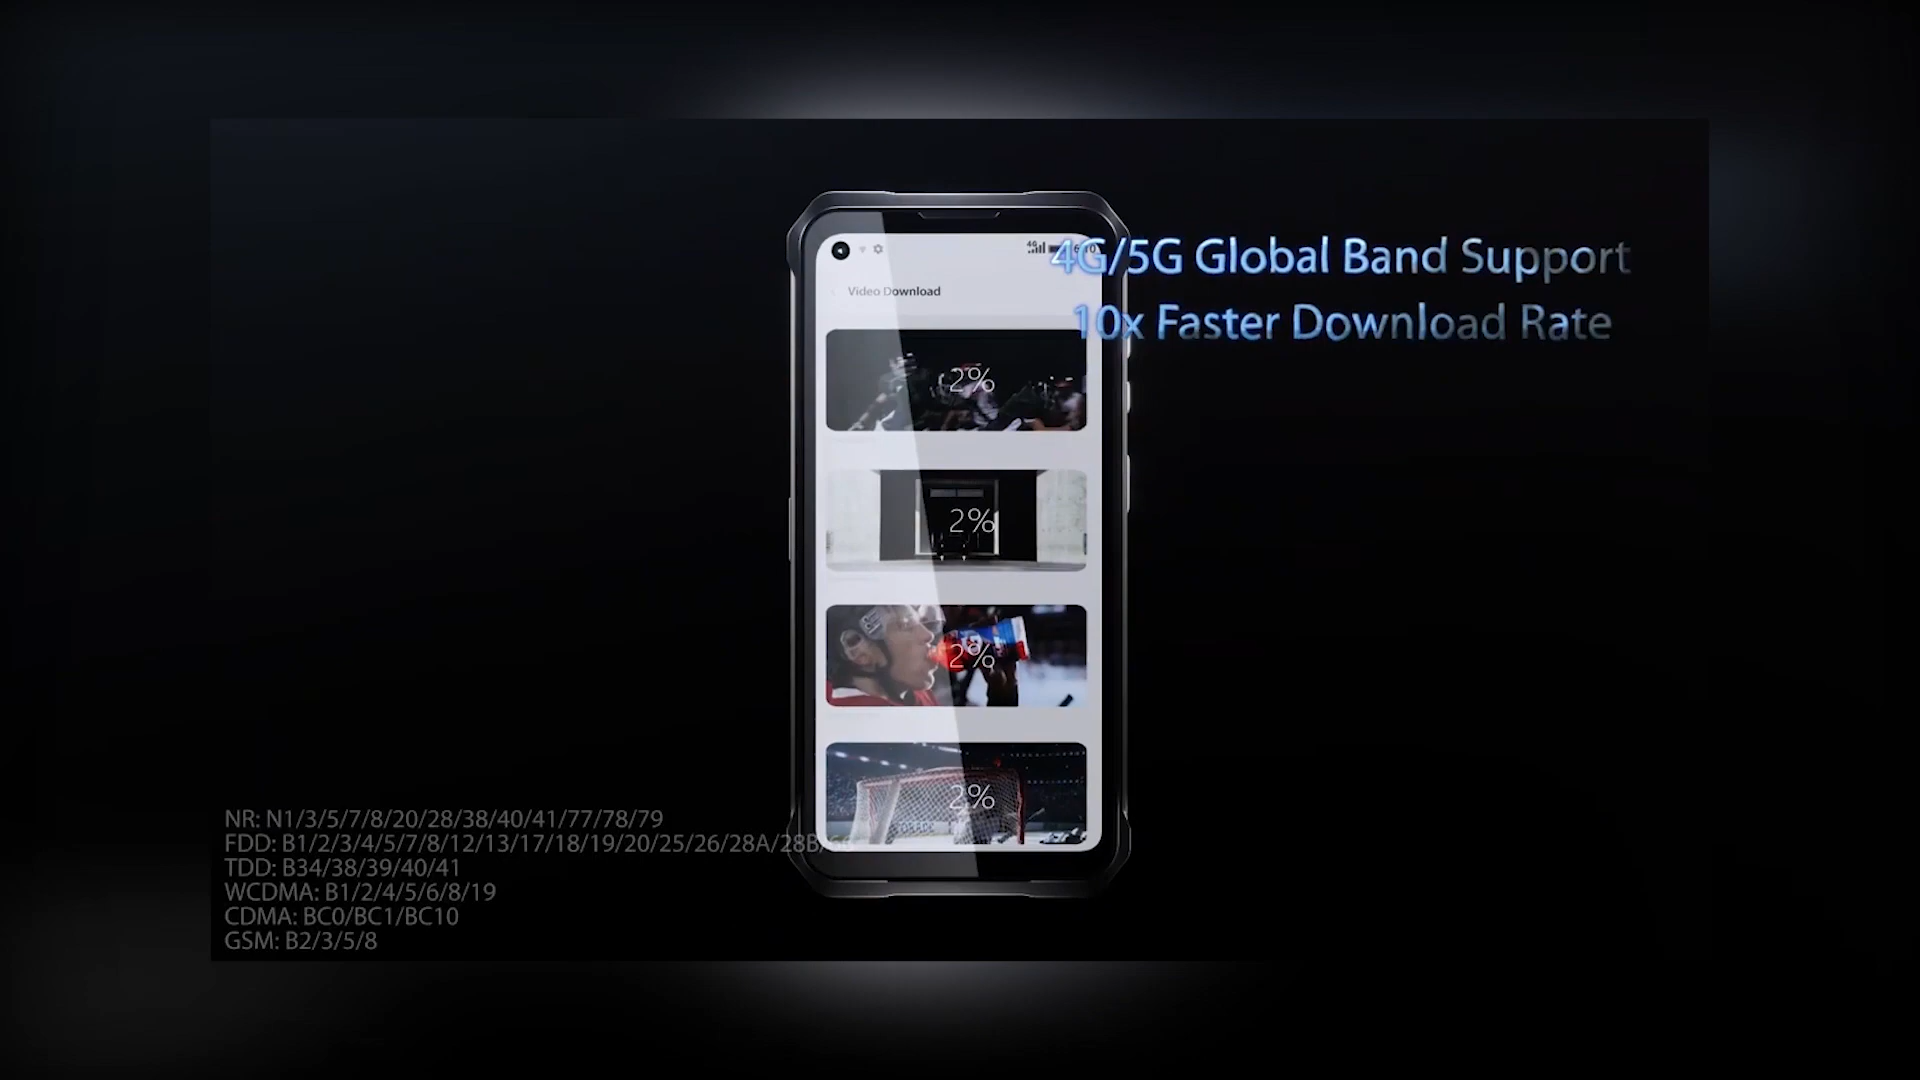 4G
4G/5G Global Band Support
Video Download
10x Faster Download Rate
2%
2%
2%
2%
NR: N1/3/5/7/8/20/28/38/40/41/77/78/79
FDD: B1/2/3/4/5/7/8/12/13/17/18/19/20/25/26/28A/28B/66
TDD: B34/38/39/40/41
WCDMA: B1/2/4/5/6/8/19
CDMA: BC0/BC1/BC10
GSM: B2/3/5/8